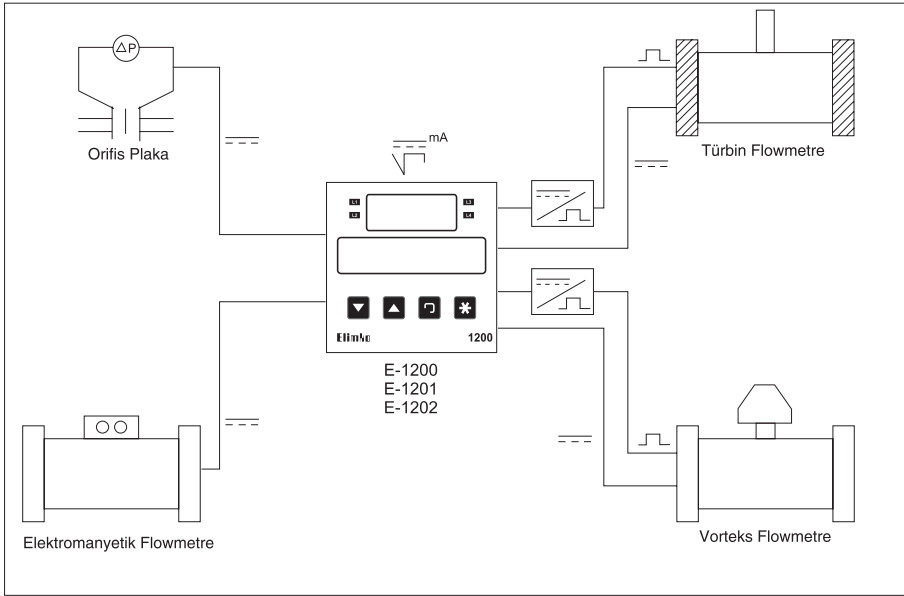 ΔP
Orifis Plaka
mA
Türbin Flowmetre
L1
L2
L3
L4
Elimko
1200
E-1200
E-1201
E-1202
Elektromanyetik Flowmetre
Vorteks Flowmetre